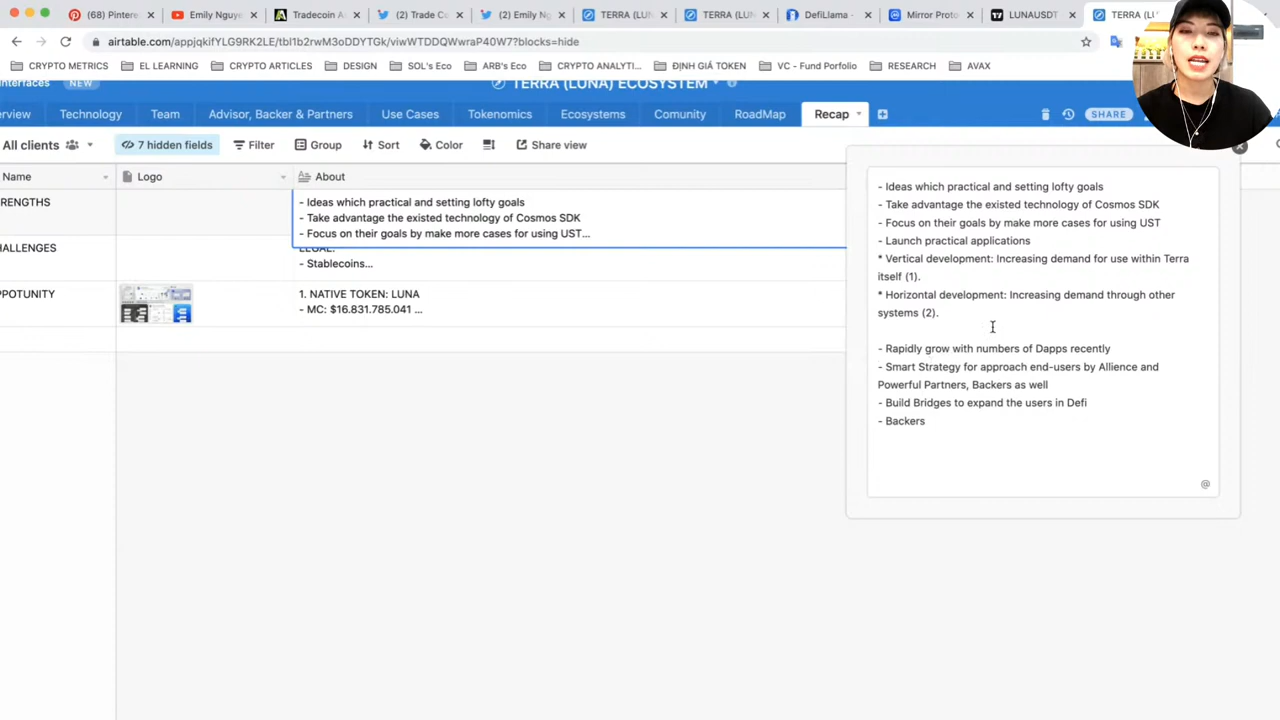 (68) Pinteres
Emily Nguye
Tradecoin A
(2) Trade C
(2) Emily Ng
TERRA (LUN
TERRA (LUN
DefiLlama -
Mirror Proto
LUNAUSDT
TERRA (LU
airtable.com/appjqkifYLG9RK2LE/tbl1b2rwM3oDDYTGk/viwWTDDQWwraP40W7?blocks=hide
CRYPTO METRICS
EL LEARNING
CRYPTO ARTICLES
DESIGN
SOL's Eco
ARB's Eco
CRYPTO ANALYTI...
ĐỊNH GIÁ TOKEN
VC - Fund Porfolio
RESEARCH
AVAX
nterfaces NEW
TERRA (LUNA) ECOSYSTEM
rview
Technology
Team
Advisor, Backer & Partners
Use Cases
Tokenomics
Ecosystems
Comunity
RoadMap
Recap
SHARE
All clients
7 hidden fields
Filter
Group
Sort
Color
Share view
Name
Logo
About
RENGTHS
- Ideas which practical and setting lofty goals
- Take advantage the existed technology of Cosmos SDK
- Focus on their goals by make more cases for using UST...
HALLENGES
LEGAL:
- Stablecoins...
PPOTUNITY
1. NATIVE TOKEN: LUNA
- MC: $16.831.785.041 ...
- Ideas which practical and setting lofty goals
- Take advantage the existed technology of Cosmos SDK
- Focus on their goals by make more cases for using UST
- Launch practical applications
* Vertical development: Increasing demand for use within Terra
itself (1).
* Horizontal development: Increasing demand through other
systems (2).
- Rapidly grow with numbers of Dapps recently
- Smart Strategy for approach end-users by Allience and
Powerful Partners, Backers as well
- Build Bridges to expand the users in Defi
- Backers
@